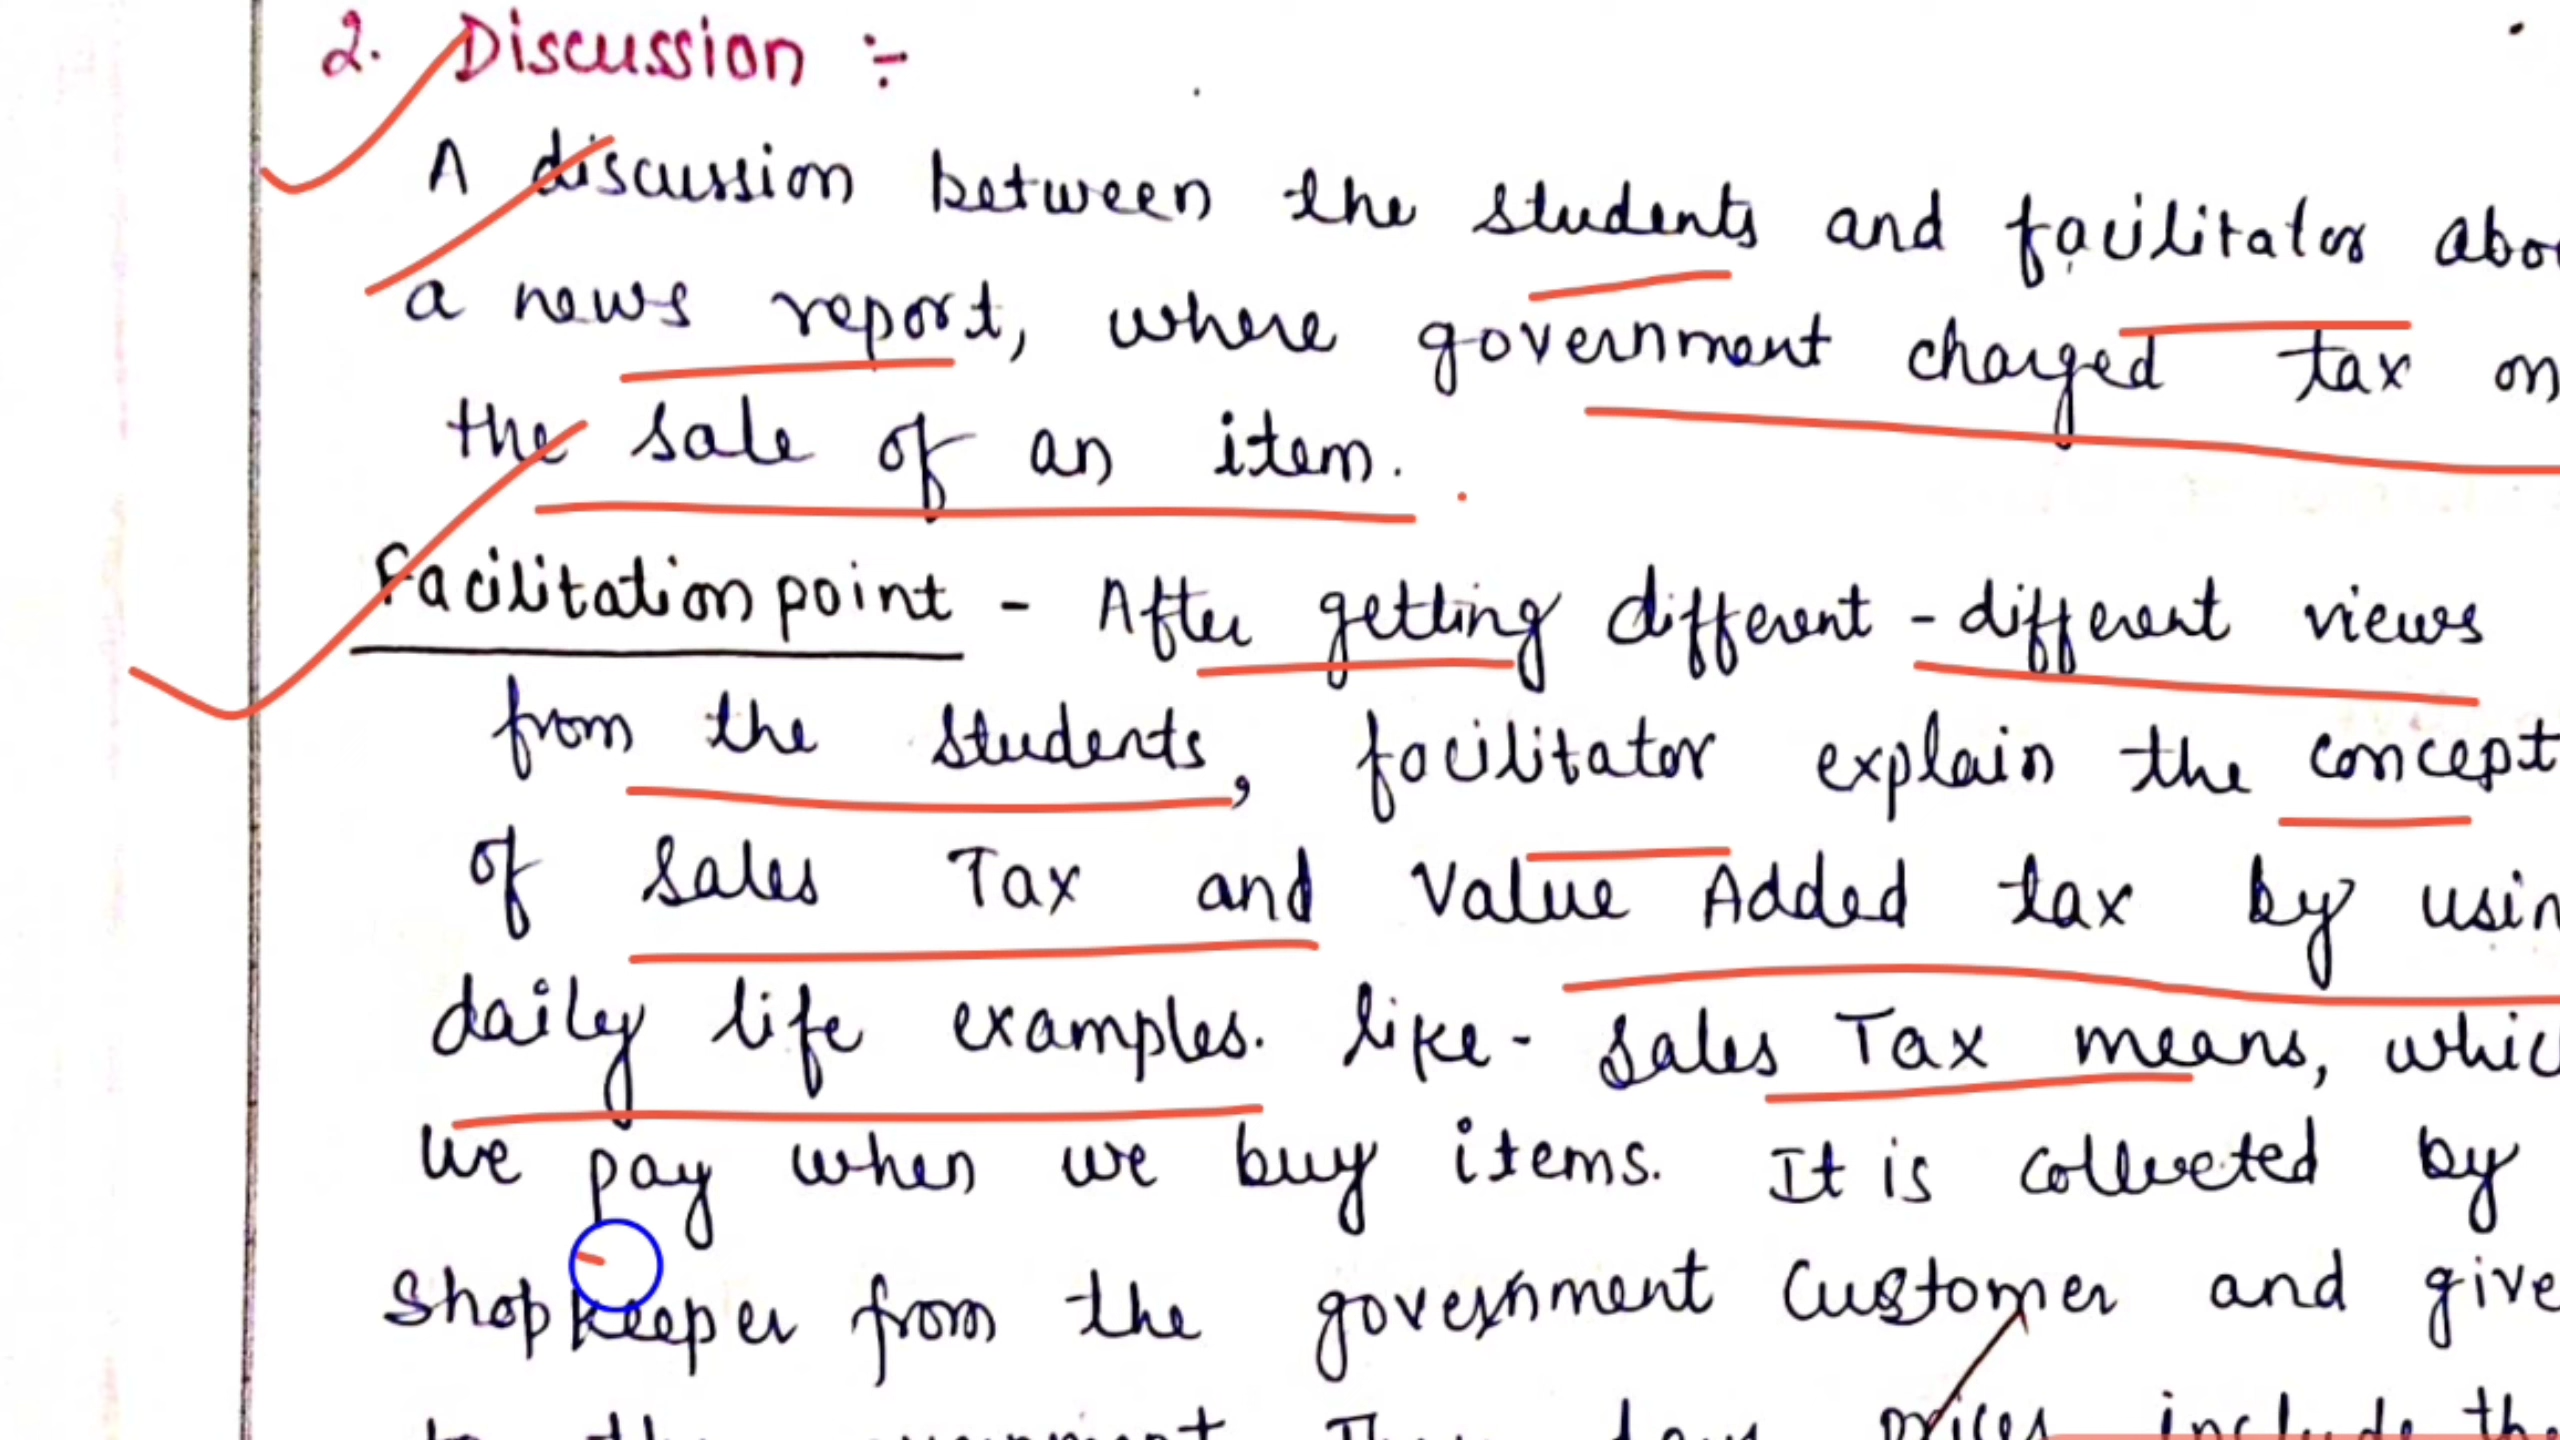 2. Discussion :-
A discussion between the students and facilitator abo
a news report, where government charged tax on
the sale of an item.
Facilitation point - After getting different - different views
from the students, facilitator explain the concept
of Sales Tax and Value Added tax by usin
daily life examples. like - Sales Tax means, whic
we pay when we buy items. It is collected by
Shopkeeper from the government Customer and give
prices include the